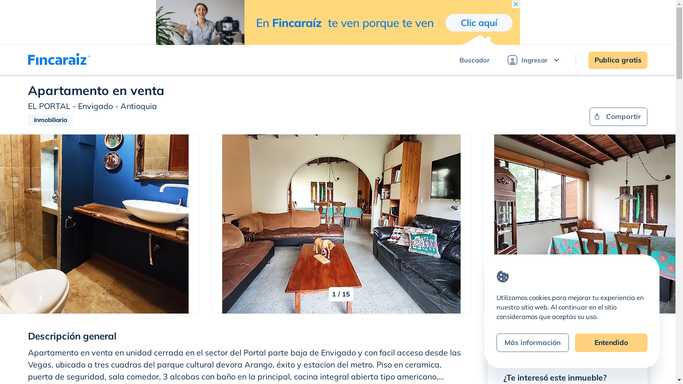 En Fincaraíz te ven porque te ven
Clic aquí
Fincaraiz
Buscador
Ingresar
Publica gratis
Apartamento en venta
EL PORTAL - Envigado - Antioquia
Inmobiliaria
Compartir
1 / 15
Utilizamos cookies para mejorar tu experiencia en
nuestro sitio web. Al continuar en el sitio
consideramos que aceptas su uso.
Más información
Entendido
Descripción general
Apartamento en venta en unidad cerrada en el sector del Portal parte baja de Envigado y con facil acceso desde las
Vegas, ubicado a tres cuadras del parque cultural devora Arango, éxito y estacion del metro. Piso en ceramica,
puerta de seguridad, sala comedor, 3 alcobas con baño en la principal, cocina integral abierta tipo americano,...
¿Te interesó este inmueble?